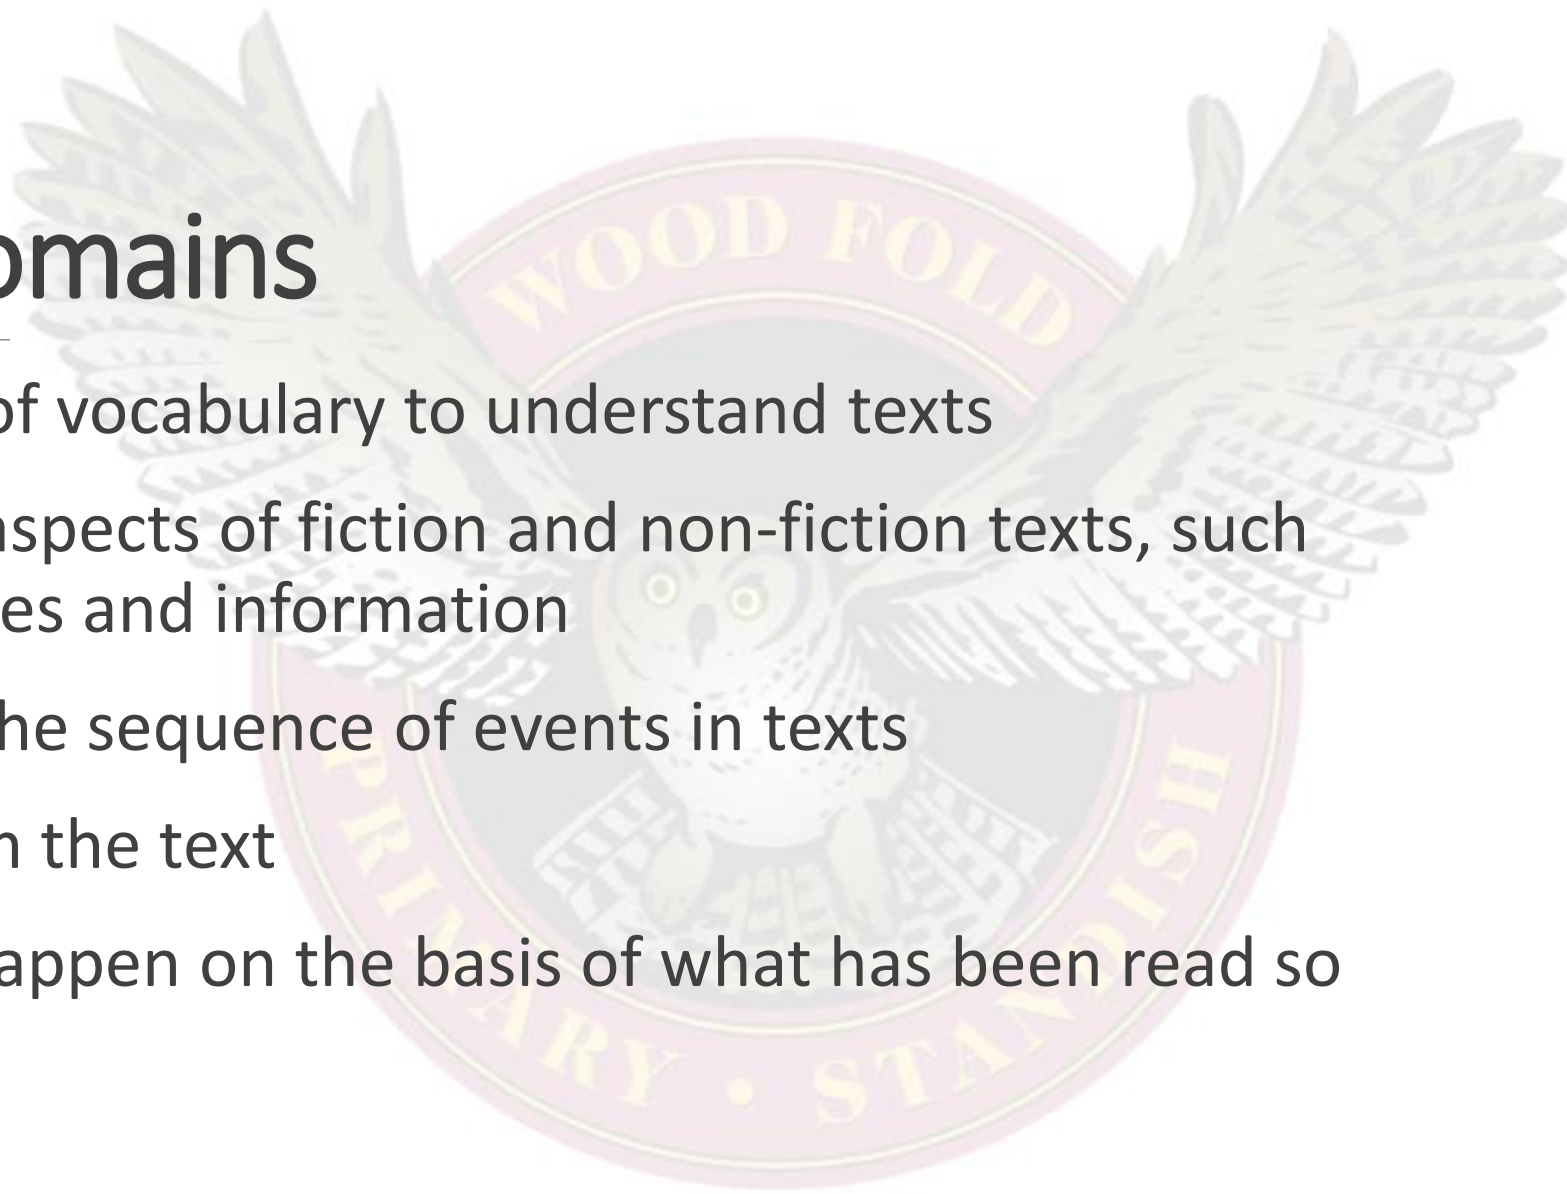 omains
of vocabulary to understand texts
aspects of fiction and non-fiction texts, such
es and information
he sequence of events in texts
the text
appen on the basis of what has been read so
WOOD FOLD
PRIMARY • STANDISH